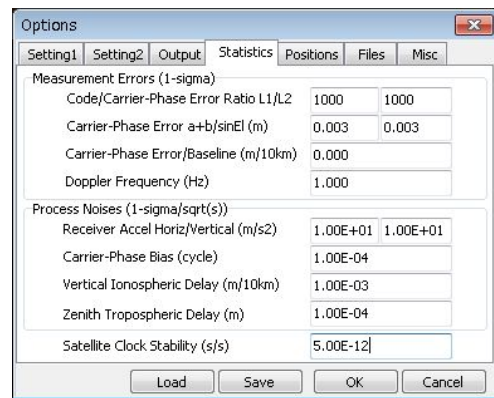 Options
Setting1 Setting2 Output Statistics Positions Files Misc
Measurement Errors (1-sigma)
Code/Carrier-Phase Error Ratio L1/L2 1000 1000
Carrier-Phase Error a+b/sinEl (m) 0.003 0.003
Carrier-Phase Error/Baseline (m/10km) 0.000
Doppler Frequency (Hz) 1.000
Process Noises (1-sigma/sqrt(s))
Receiver Accel Horiz/Vertical (m/s2) 1.00E+01 1.00E+01
Carrier-Phase Bias (cycle) 1.00E-04
Vertical Ionospheric Delay (m/10km) 1.00E-03
Zenith Tropospheric Delay (m) 1.00E-04
Satellite Clock Stability (s/s) 5.00E-12
Load Save OK Cancel